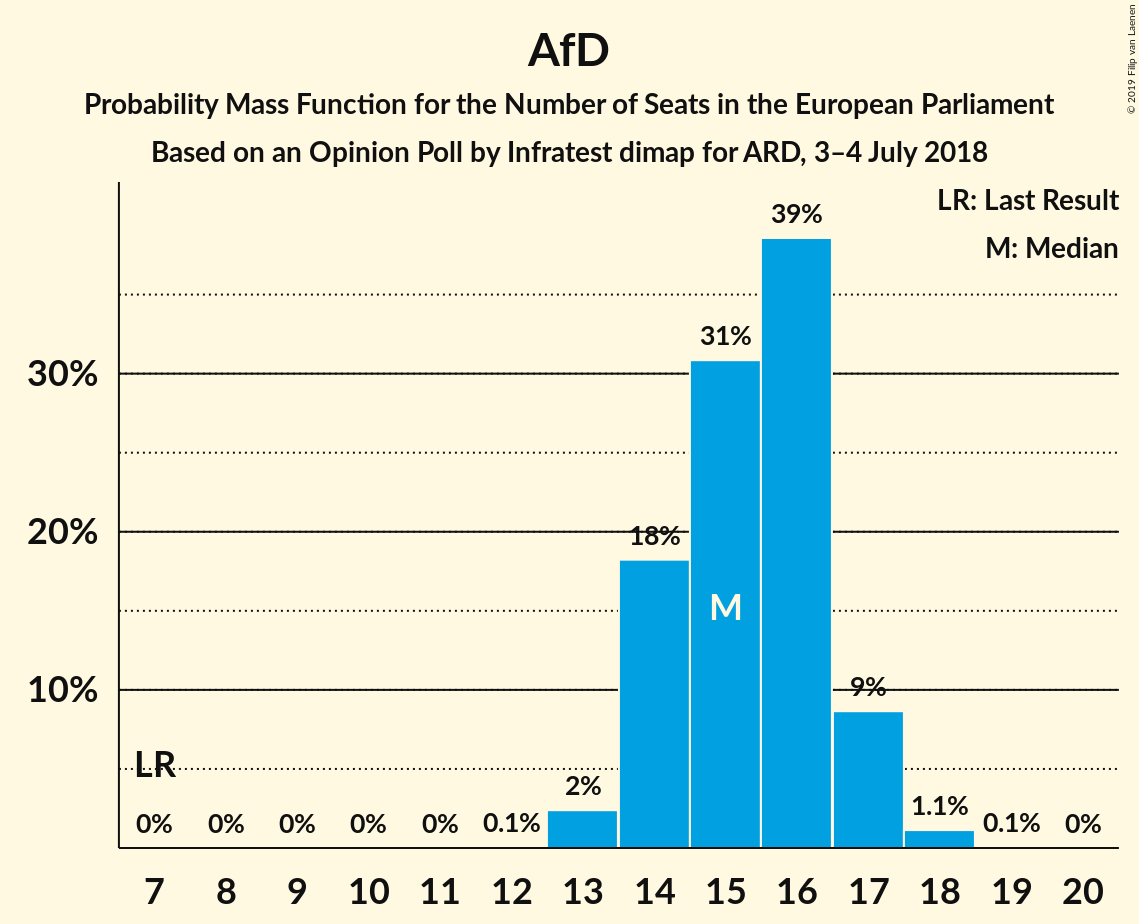 AfD
Probability Mass Function for the Number of Seats in the European Parliament
Based on an Opinion Poll by Infratest dimap for ARD, 3–4 July 2018
© 2019 Filip van Laenen
LR: Last Result
M: Median
39%
31%
30%
20%
18%
M
10%
9%
LR
2%
1.1%
0% 0% 0% 0% 0% 0.1% 0.1% 0%
7 8 9 10 11 12 13 14 15 16 17 18 19 20